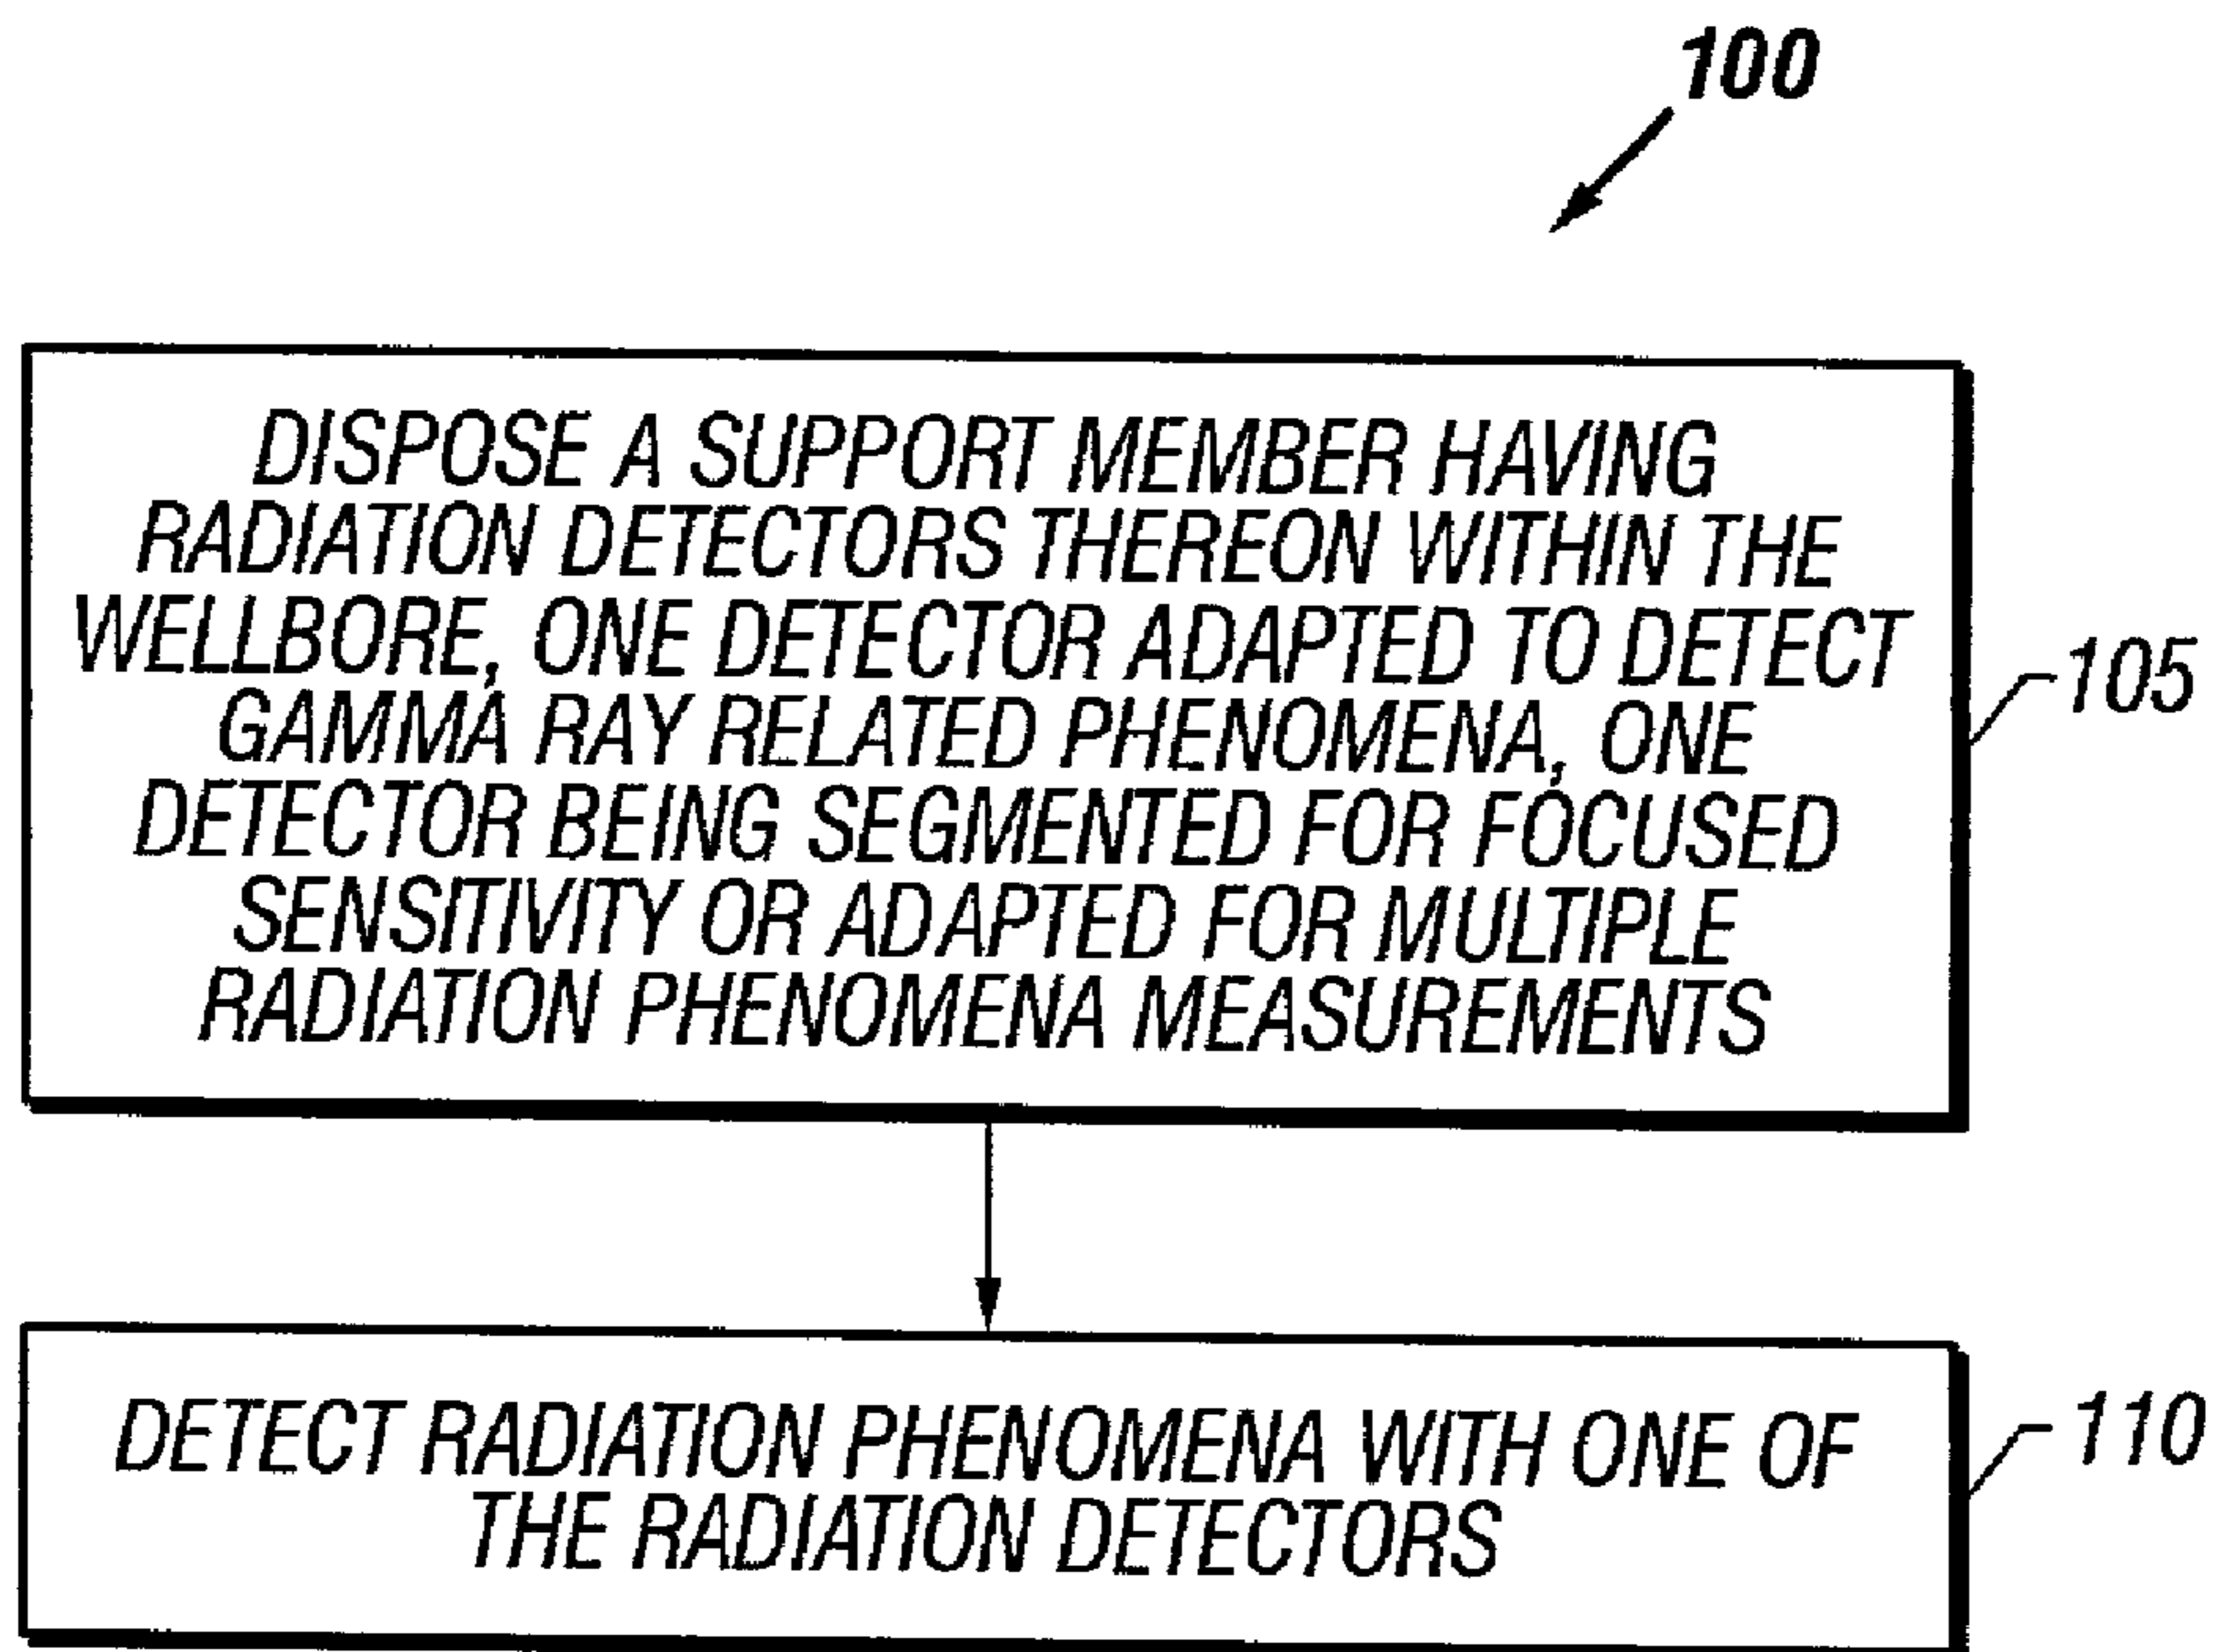 100
DISPOSE A SUPPORT MEMBER HAVING
RADIATION DETECTORS THEREON WITHIN THE
WELLBORE, ONE DETECTOR ADAPTED TO DETECT
GAMMA RAY RELATED PHENOMENA, ONE
DETECTOR BEING SEGMENTED FOR FOCUSED
SENSITIVITY OR ADAPTED FOR MULTIPLE
RADIATION PHENOMENA MEASUREMENTS
105
DETECT RADIATION PHENOMENA WITH ONE OF
THE RADIATION DETECTORS
110